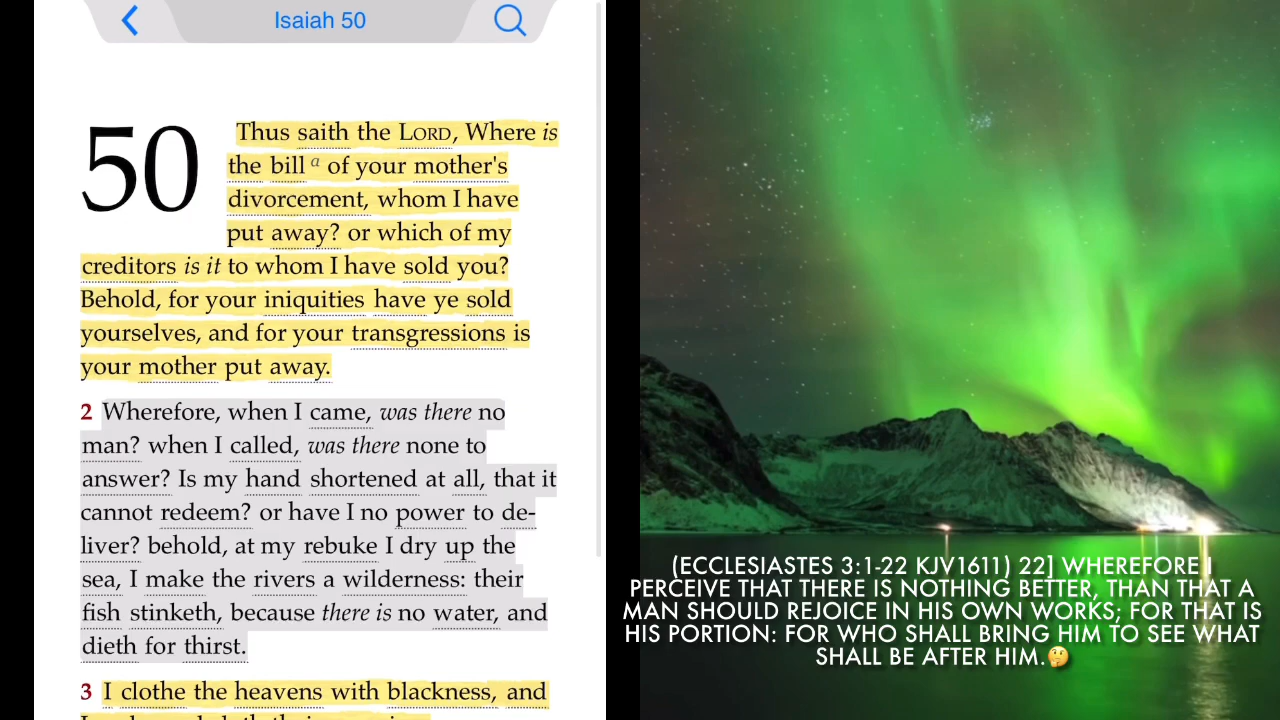 Isaiah 50
50
Thus saith the LORD, Where is
the bill a of your mother's
divorcement, whom I have
put away? or which of my
creditors is it to whom I have sold you?
Behold, for your iniquities have ye sold
yourselves, and for your transgressions is
your mother put away.
2 Wherefore, when I came, was there no
man? when I called, was there none to
answer? Is my hand shortened at all, that it
cannot redeem? or have I no power to de-
liver? behold, at my rebuke I dry up the
sea, I make the rivers a wilderness: their
fish stinketh, because there is no water, and
dieth for thirst.
3 I clothe the heavens with blackness, and
(ECCLESIASTES 3:1-22 KJV1611) 22] WHEREFORE I
PERCEIVE THAT THERE IS NOTHING BETTER, THAN THAT A
MAN SHOULD REJOICE IN HIS OWN WORKS; FOR THAT IS
HIS PORTION: FOR WHO SHALL BRING HIM TO SEE WHAT
SHALL BE AFTER HIM.🤔